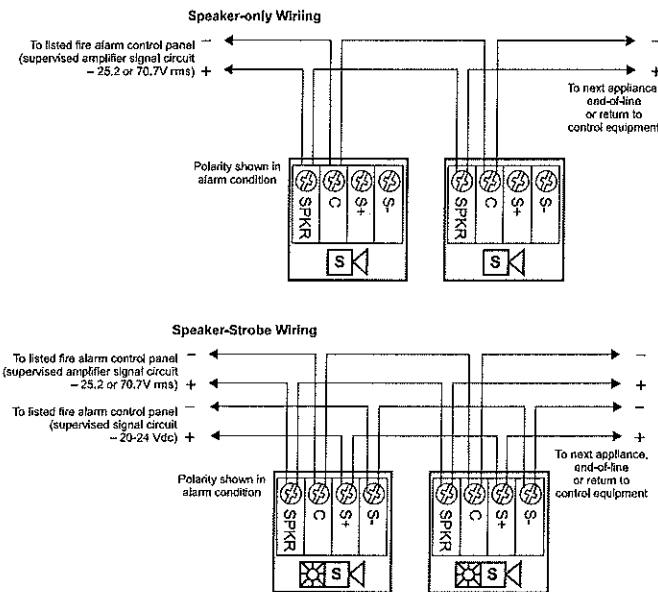 Speaker-only Wiriing
To listed fire alarm control panel –
(supervised amplifier signal circuit
– 25.2 or 70.7V rms) +
–
+
To next appliance,
end-of-line
or return to
control equipment
Polarity shown in
alarm condition
SPKR C S+ S-
S
SPKR C S+ S-
S
Speaker-Strobe Wiring
To listed fire alarm control panel –
(supervised amplifier signal circuit
– 25.2 or 70.7V rms) +
To listed fire alarm control panel –
(supervised signal circuit
– 20-24 Vdc) +
–
+
–
+
To next appliance,
end-of-line
or return to
control equipment
Polarity shown in
alarm condition
SPKR C S+ S-
S
SPKR C S+ S-
S